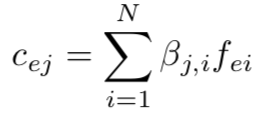 $c_{ej} = \sum_{i=1}^{N} \beta_{j,i} f_{ei}$